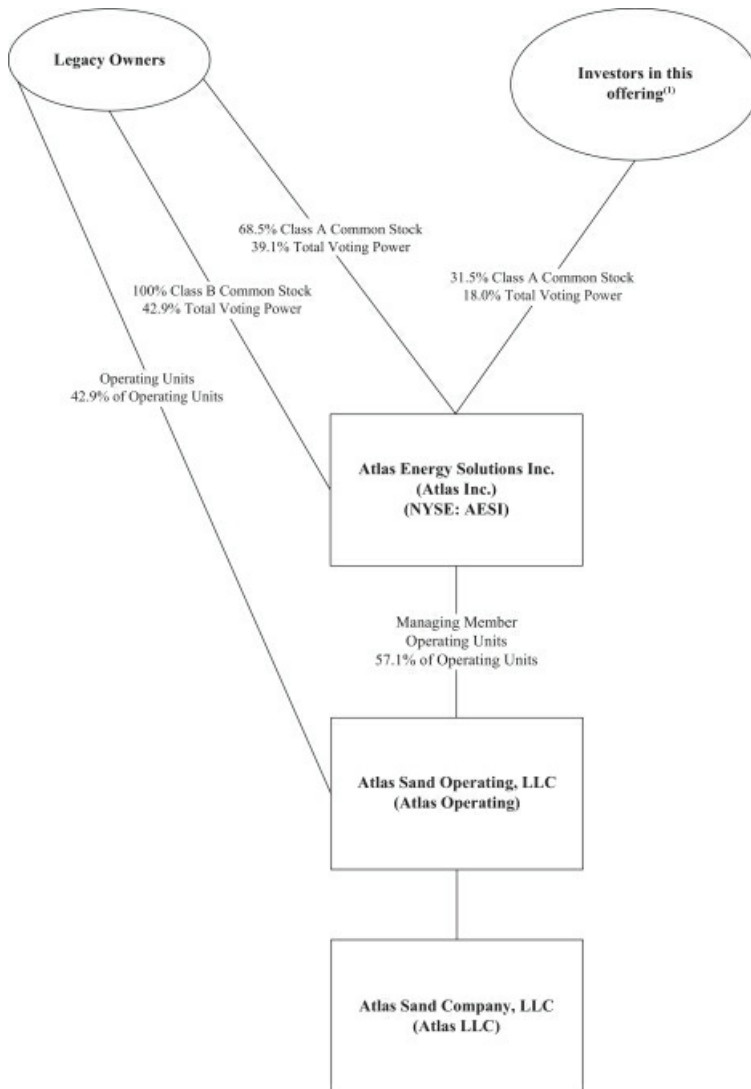 Legacy Owners
Investors in this
offering(1)
68.5% Class A Common Stock
39.1% Total Voting Power
31.5% Class A Common Stock
18.0% Total Voting Power
100% Class B Common Stock
42.9% Total Voting Power
Operating Units
42.9% of Operating Units
Atlas Energy Solutions Inc.
(Atlas Inc.)
(NYSE: AESI)
Managing Member
Operating Units
57.1% of Operating Units
Atlas Sand Operating, LLC
(Atlas Operating)
Atlas Sand Company, LLC
(Atlas LLC)